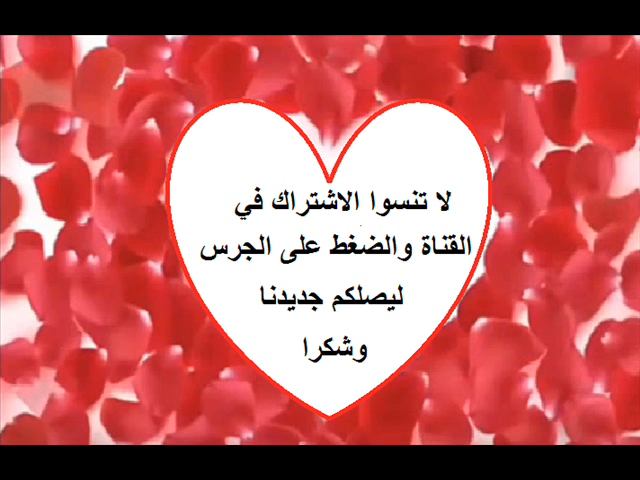 لا تنسوا الاشتراك في
القناة والضغط على الجرس
ليصلكم جديدنا
وشكرا